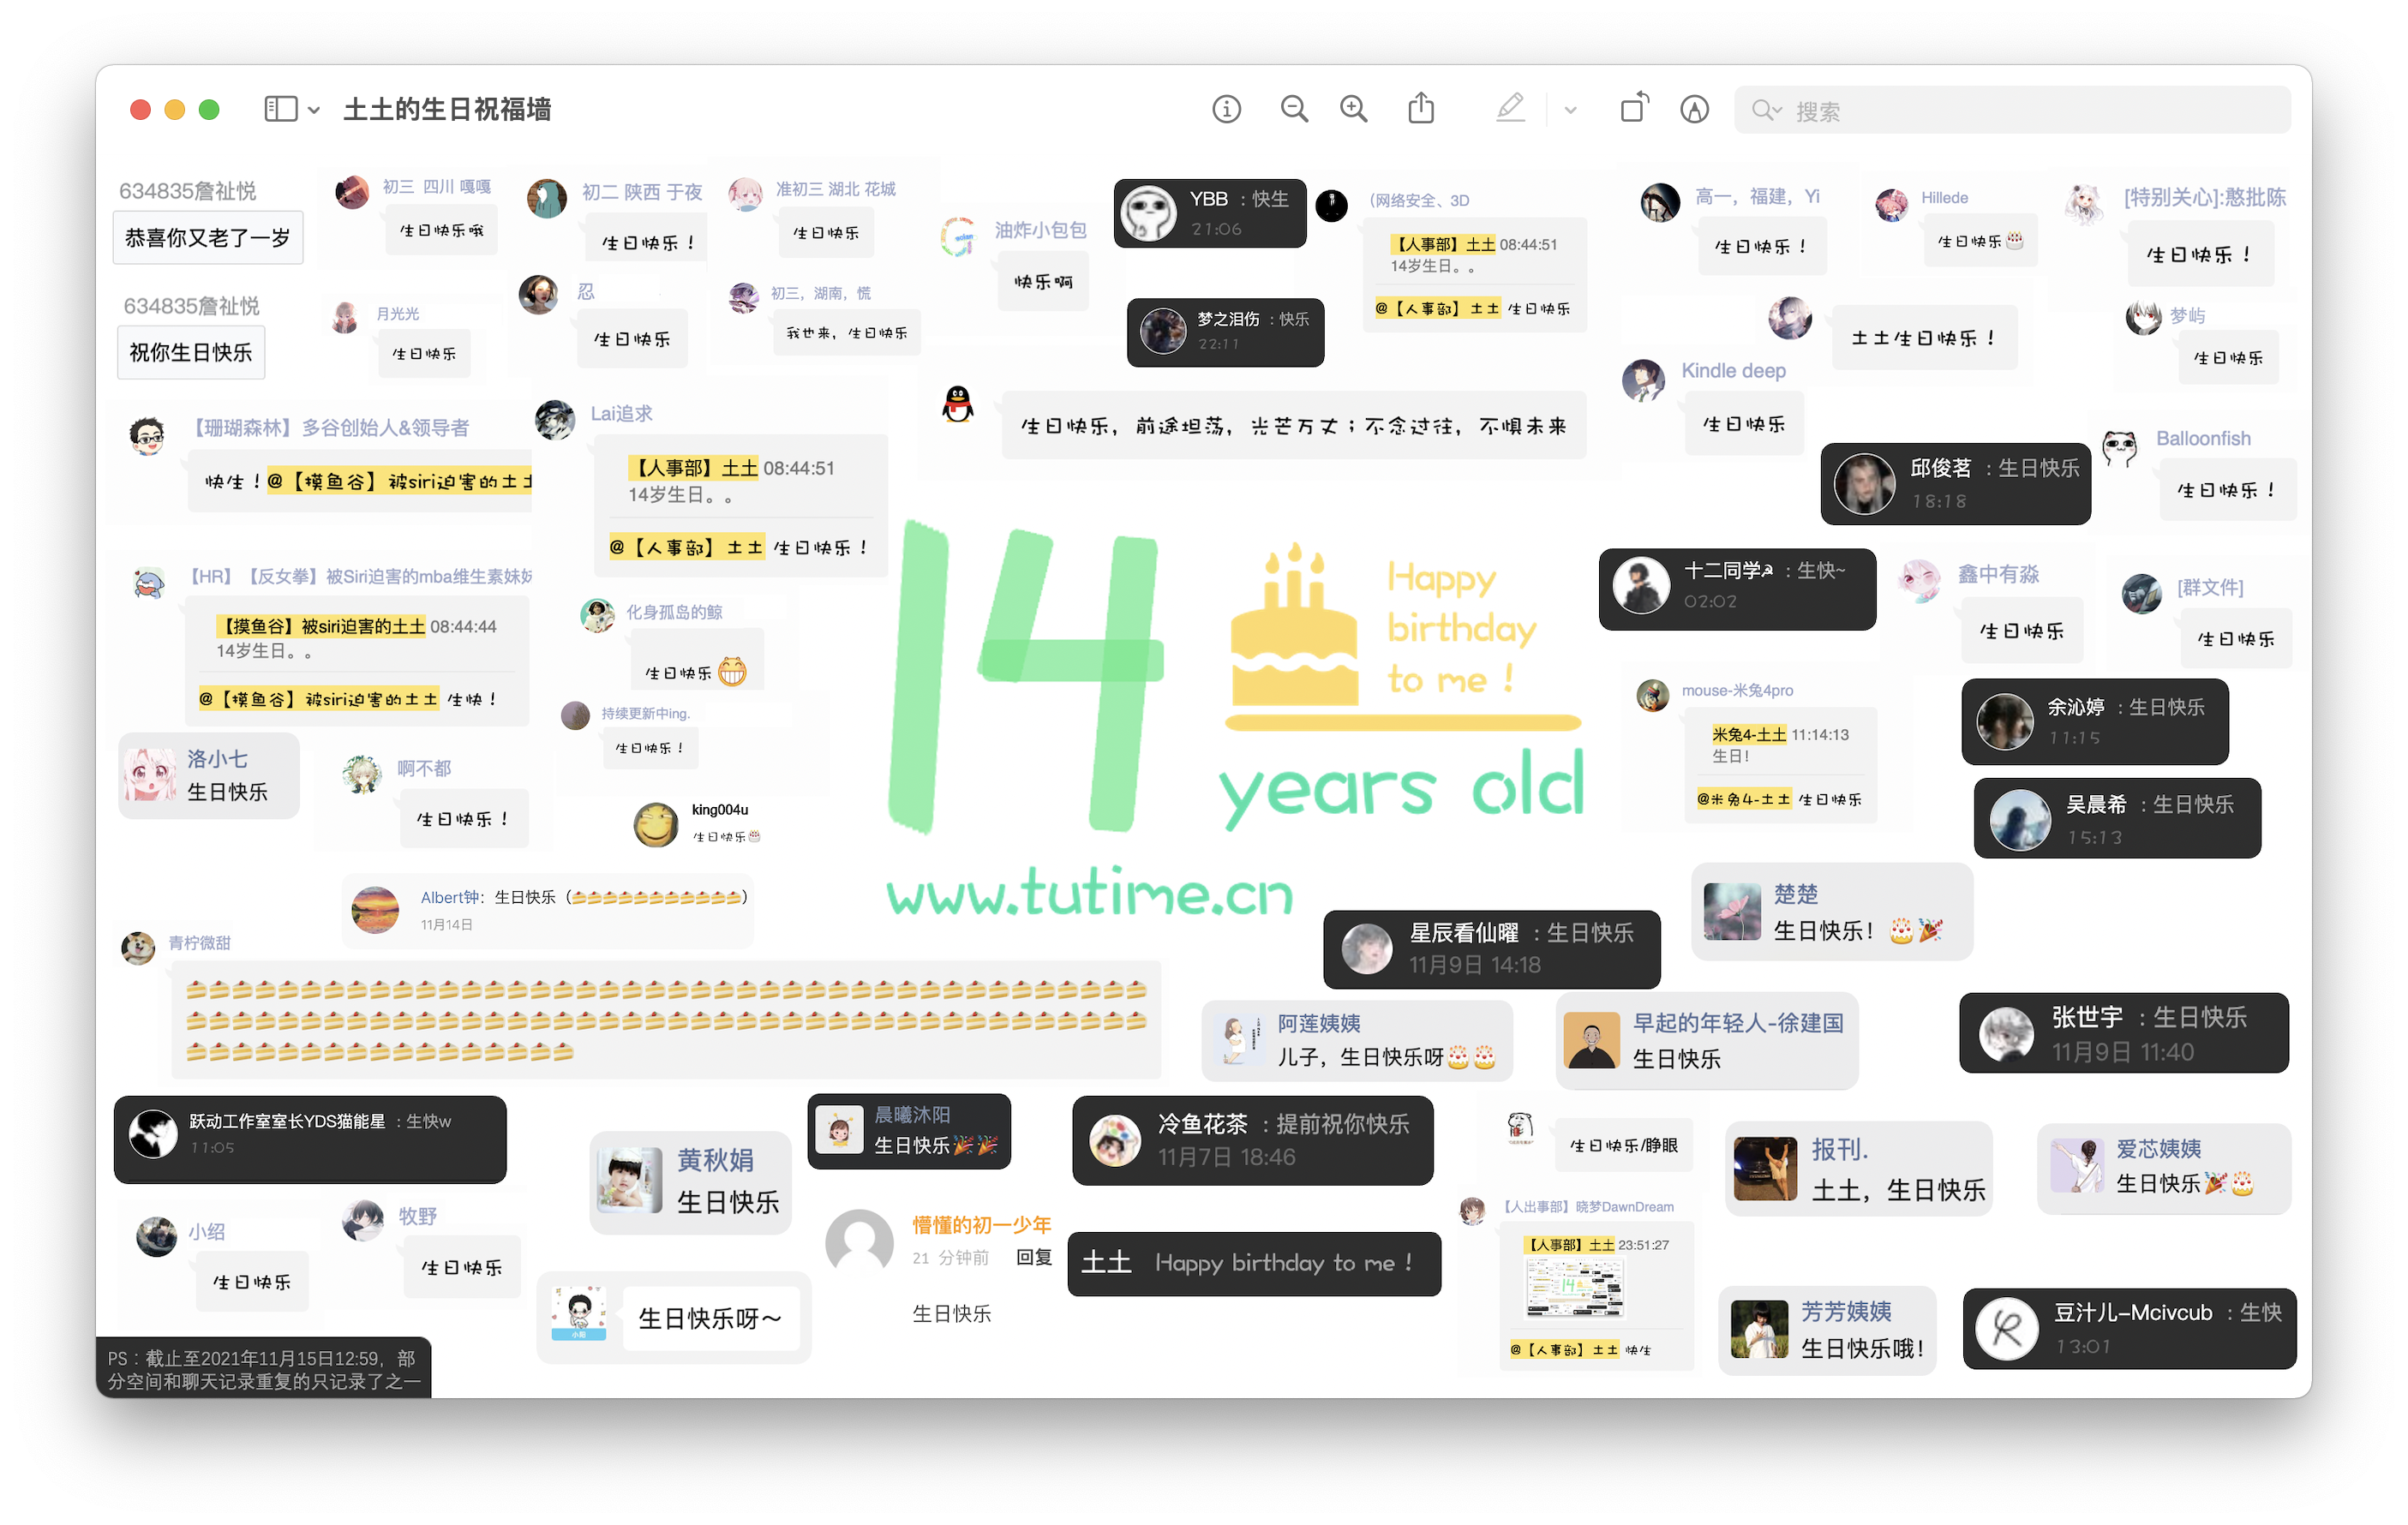 土土的生日祝福墙
搜索
634835詹祉悦
恭喜你又老了一岁
初三 四川 嘎嘎
生日快乐哦
初二 陕西 于夜
生日快乐！
准初三 湖北 花城
生日快乐
油炸小包包
快乐啊
YBB ：快生
21:06
(网络安全、3D
【人事部】土土 08:44:51
14岁生日。。
@【人事部】土土 生日快乐
高一，福建，Yi
生日快乐！
Hillede
生日快乐🎂
[特别关心]:憨批陈
生日快乐！
634835詹祉悦
祝你生日快乐
月光光
生日快乐
忍
生日快乐
初三，湖南，慌
我也来，生日快乐
梦之泪伤 ：快乐
22:11
土土生日快乐！
梦屿
生日快乐
Kindle deep
生日快乐
【珊瑚森林】多谷创始人&领导者
快生！@【摸鱼谷】被siri迫害的土土
Lai追求
【人事部】土土 08:44:51
14岁生日。。
@【人事部】土土 生日快乐！
生日快乐，前途坦荡，光芒万丈；不念过往，不惧未来
邱俊茗 ：生日快乐
18:18
Balloonfish
生日快乐！
【HR】【反女拳】被Siri迫害的mba维生素妹妹
【摸鱼谷】被siri迫害的土土 08:44:44
14岁生日。。
@【摸鱼谷】被siri迫害的土土 生快！
化身孤岛的鲸
生日快乐😁
14
Happy
birthday
to me！
years old
www.tutime.cn
十二同学☭ ：生快~
02:02
鑫中有淼
生日快乐
[群文件]
生日快乐
持续更新中ing.
生日快乐！
mouse-米兔4pro
米兔4-土土 11:14:13
生日！
@米兔4-土土 生日快乐
余沁婷 ：生日快乐
11:15
洛小七
生日快乐
啊不都
生日快乐！
king004u
生日快乐🎂
吴晨希 ：生日快乐
15:13
Albert钟：生日快乐（🍰🍰🍰🍰🍰🍰🍰🍰🍰🍰🍰）
11月14日
楚楚
生日快乐！🎂🎉
青柠微甜
🍰🍰🍰🍰🍰🍰🍰🍰🍰🍰🍰🍰🍰🍰🍰🍰🍰🍰🍰🍰🍰🍰🍰🍰🍰🍰🍰🍰🍰🍰🍰🍰🍰🍰🍰🍰🍰🍰🍰🍰🍰🍰
🍰🍰🍰🍰🍰🍰🍰🍰🍰🍰🍰🍰🍰🍰🍰🍰🍰🍰🍰🍰🍰🍰🍰🍰🍰🍰🍰🍰🍰🍰🍰🍰🍰🍰🍰🍰🍰🍰🍰🍰🍰🍰
🍰🍰🍰🍰🍰🍰🍰🍰🍰🍰🍰🍰🍰🍰🍰🍰🍰
星辰看仙曜 ：生日快乐
11月9日 14:18
阿莲姨姨
儿子，生日快乐呀🎂🎂
早起的年轻人-徐建国
生日快乐
张世宇 ：生日快乐
11月9日 11:40
跃动工作室室长YDS猫能星 ：生快w
11:05
黄秋娟
生日快乐
晨曦沐阳
生日快乐🎉🎉
冷鱼花茶 ：提前祝你快乐
11月7日 18:46
生日快乐/睁眼
报刊.
土土，生日快乐
爱芯姨姨
生日快乐🎉🎂
小绍
生日快乐
牧野
生日快乐
懵懂的初一少年
21 分钟前 回复
生日快乐
土土 Happy birthday to me！
【人出事部】晓梦DawnDream
【人事部】土土 23:51:27
@【人事部】土土 快生
小阳
生日快乐呀～
芳芳姨姨
生日快乐哦！
豆汁儿-Mcivcub ：生快
13:01
PS：截止至2021年11月15日12:59，部
分空间和聊天记录重复的只记录了之一